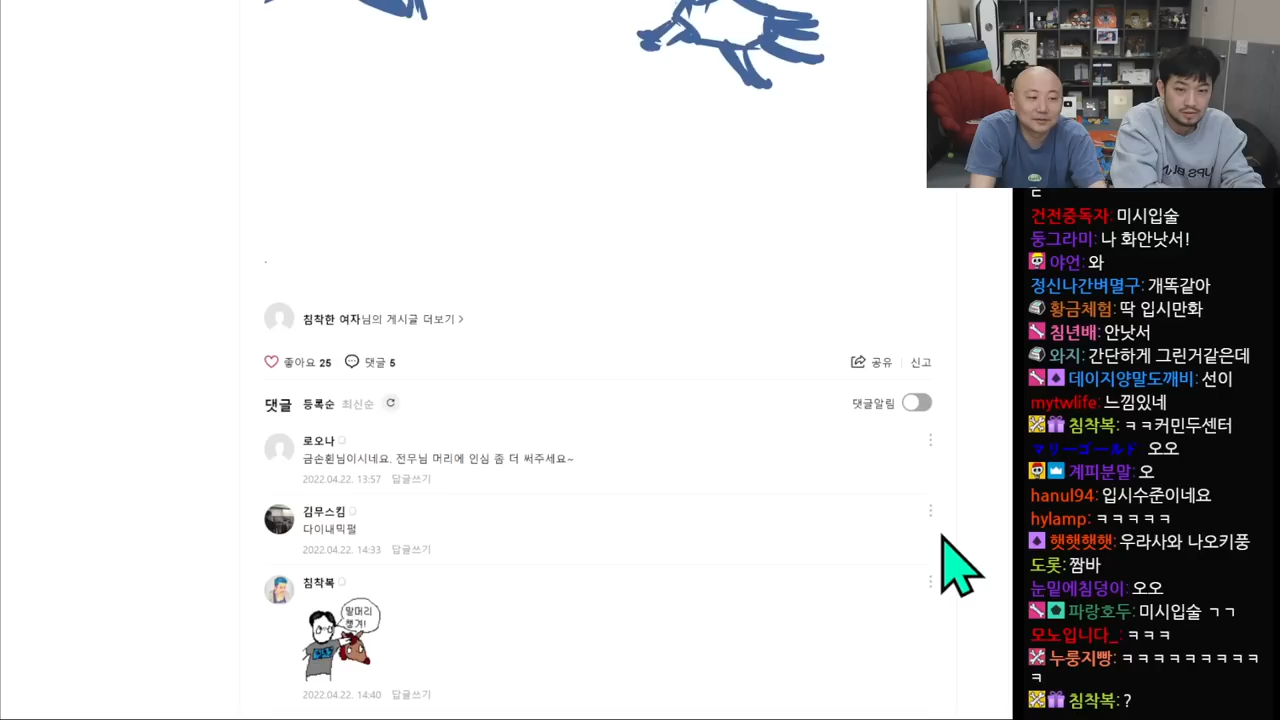 .
침착한 여자님의 게시글 더보기 >
좋아요 25 댓글 5
공유 | 신고
댓글 등록순 최신순
댓글알림
로오나
금손휜님이시네요. 전무님 머리에 인심 좀 더 써주세요~
2022.04.22. 13:57 답글쓰기
김무스킴
다이내믹펄
2022.04.22. 14:33 답글쓰기
침착복
말머리
챙겨!
2022.04.22. 14:40 답글쓰기
건전중독자: 미시입술
둥그라미: 나 화안낫서!
야언: 와
정신나간벼멸구: 개똑같아
황금체험: 딱 입시만화
침년배: 안낫서
와지: 간단하게 그린거같은데
데이지양말도깨비: 선이
mytwlife: 느낌있네
침착복: ㅋㅋ커민두센터
マリーゴールド: 오오
계피분말: 오
hanul94: 입시수준이네요
hylamp: ㅋㅋㅋㅋㅋ
햇햇햇햇: 우라사와 나오키풍
도롯: 짬바
눈밑에침덩이: 오오
파랑호두: 미시입술 ㄱㄱ
모노입니다_: ㅋㅋㅋ
누룽지빵: ㅋㅋㅋㅋㅋㅋㅋㅋㅋ
ㅋ
침착복: ?